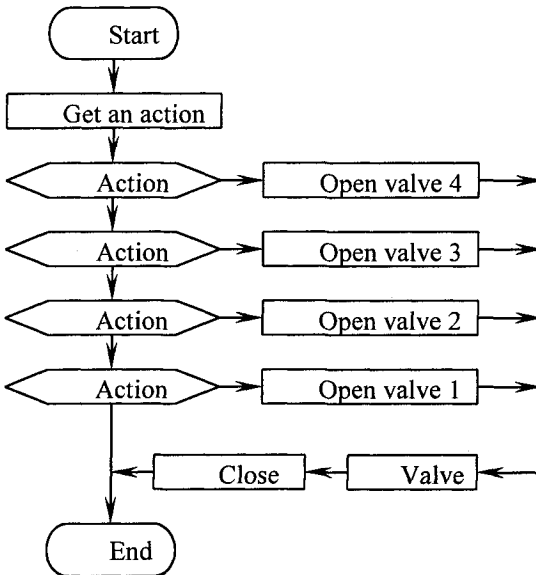 Start
Get an action
Action
Open valve 4
Action
Open valve 3
Action
Open valve 2
Action
Open valve 1
Close
Valve
End